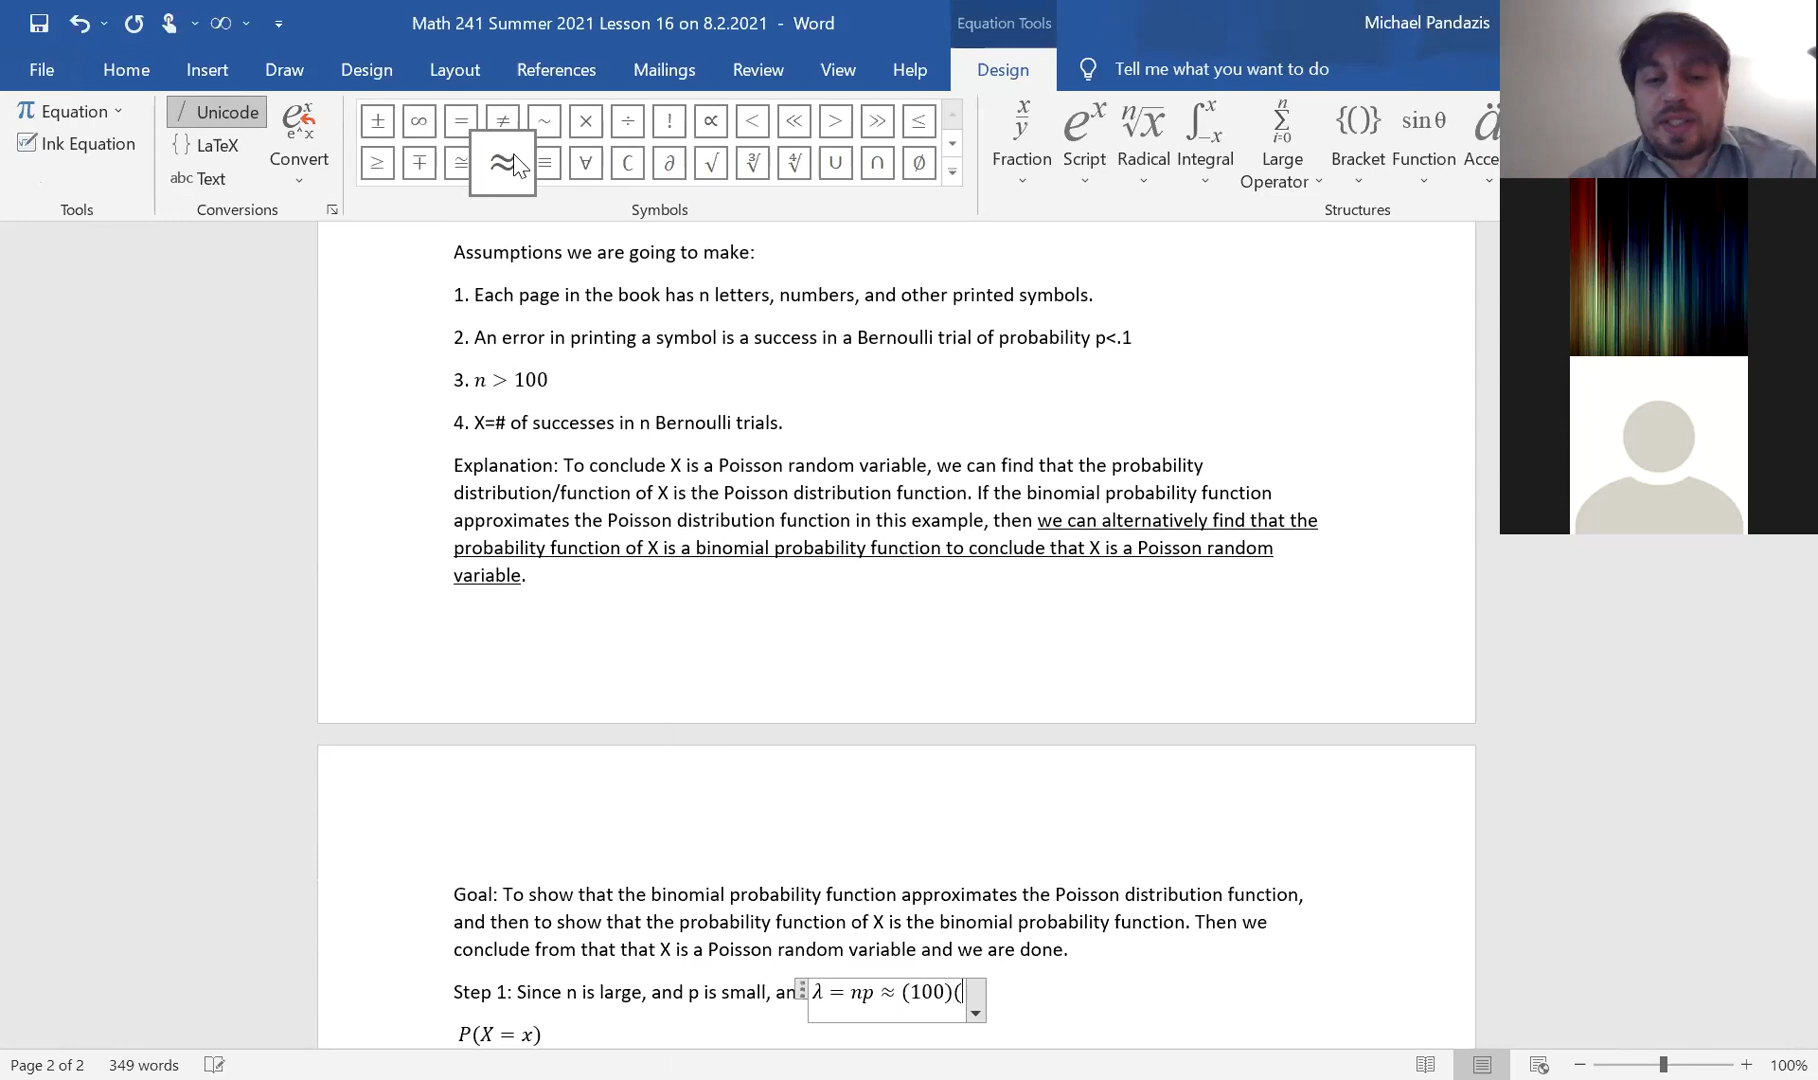 Math 241 Summer 2021 Lesson 16 on 8.2.2021 - Word
Equation Tools
Michael Pandazis
File Home Insert Draw Design Layout References Mailings Review View Help Design Tell me what you want to do
π Equation
Ink Equation
Tools
/ Unicode
{ } LaTeX
abc Text
e^x
Convert
Conversions
± ∞ = ≠ ~ × ÷ ! ∝ < ≪ > ≫ ≤
≥ ∓ ≅ ≈ ≡ ∀ ∁ ∂ √ ∛ ∜ ∪ ∩ ∅
Symbols
x/y
Fraction
eˣ
Script
ⁿ√x
Radical
∫
Integral
Σ
Large
Operator
{()}
Bracket
sin θ
Function
ä
Acce
Structures
Assumptions we are going to make:
1. Each page in the book has n letters, numbers, and other printed symbols.
2. An error in printing a symbol is a success in a Bernoulli trial of probability p<.1
3. n > 100
4. X=# of successes in n Bernoulli trials.
Explanation: To conclude X is a Poisson random variable, we can find that the probability
distribution/function of X is the Poisson distribution function. If the binomial probability function
approximates the Poisson distribution function in this example, then we can alternatively find that the
probability function of X is a binomial probability function to conclude that X is a Poisson random
variable.
Goal: To show that the binomial probability function approximates the Poisson distribution function,
and then to show that the probability function of X is the binomial probability function. Then we
conclude from that that X is a Poisson random variable and we are done.
Step 1: Since n is large, and p is small, an λ = np ≈ (100)(
P(X = x)
Page 2 of 2 349 words 100%